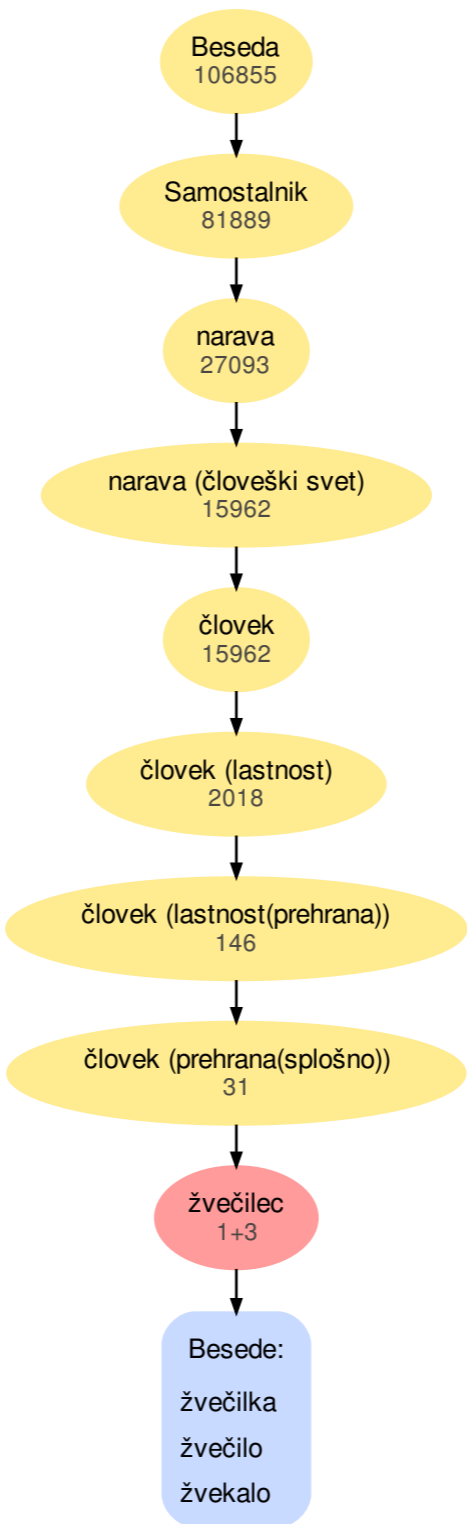 Beseda
106855
Samostalnik
81889
narava
27093
narava (človeški svet)
15962
človek
15962
človek (lastnost)
2018
človek (lastnost(prehrana))
146
človek (prehrana(splošno))
31
žvečilec
1+3
Besede:
žvečilka
žvečilo
žvekalo